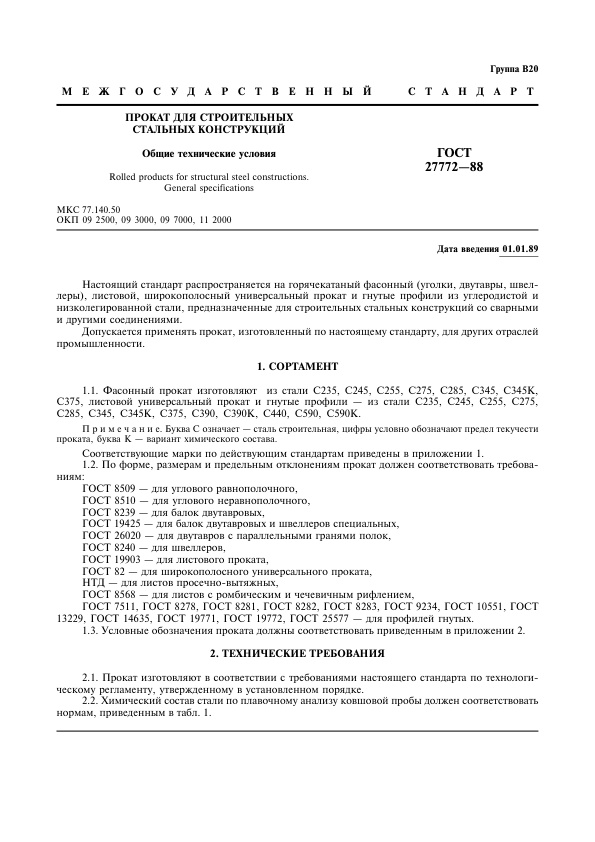 Группа В20
МЕЖГОСУДАРСТВЕННЫЙ СТАНДАРТ
ПРОКАТ ДЛЯ СТРОИТЕЛЬНЫХ
СТАЛЬНЫХ КОНСТРУКЦИЙ
Общие технические условия
Rolled products for structural steel constructions.
General specifications
ГОСТ
27772—88
МКС 77.140.50
ОКП 09 2500, 09 3000, 09 7000, 11 2000
Дата введения 01.01.89
Настоящий стандарт распространяется на горячекатаный фасонный (уголки, двутавры, швел-
леры), листовой, широкополосный универсальный прокат и гнутые профили из углеродистой и
низколегированной стали, предназначенные для строительных стальных конструкций со сварными
и другими соединениями.
Допускается применять прокат, изготовленный по настоящему стандарту, для других отраслей
промышленности.
1. СОРТАМЕНТ
1.1. Фасонный прокат изготовляют из стали С235, С245, С255, С275, С285, С345, С345К,
С375, листовой универсальный прокат и гнутые профили — из стали С235, С245, С255, С275,
С285, С345, С345К, С375, С390, С390К, С440, С590, С590К.
П р и м е ч а н и е. Буква С означает — сталь строительная, цифры условно обозначают предел текучести
проката, буква К — вариант химического состава.
Соответствующие марки по действующим стандартам приведены в приложении 1.
1.2. По форме, размерам и предельным отклонениям прокат должен соответствовать требова-
ниям:
ГОСТ 8509 — для углового равнополочного,
ГОСТ 8510 — для углового неравнополочного,
ГОСТ 8239 — для балок двутавровых,
ГОСТ 19425 — для балок двутавровых и швеллеров специальных,
ГОСТ 26020 — для двутавров с параллельными гранями полок,
ГОСТ 8240 — для швеллеров,
ГОСТ 19903 — для листового проката,
ГОСТ 82 — для широкополосного универсального проката,
НТД — для листов просечно-вытяжных,
ГОСТ 8568 — для листов с ромбическим и чечевичным рифлением,
ГОСТ 7511, ГОСТ 8278, ГОСТ 8281, ГОСТ 8282, ГОСТ 8283, ГОСТ 9234, ГОСТ 10551, ГОСТ
13229, ГОСТ 14635, ГОСТ 19771, ГОСТ 19772, ГОСТ 25577 — для профилей гнутых.
1.3. Условные обозначения проката должны соответствовать приведенным в приложении 2.
2. ТЕХНИЧЕСКИЕ ТРЕБОВАНИЯ
2.1. Прокат изготовляют в соответствии с требованиями настоящего стандарта по технологи-
ческому регламенту, утвержденному в установленном порядке.
2.2. Химический состав стали по плавочному анализу ковшовой пробы должен соответствовать
нормам, приведенным в табл. 1.